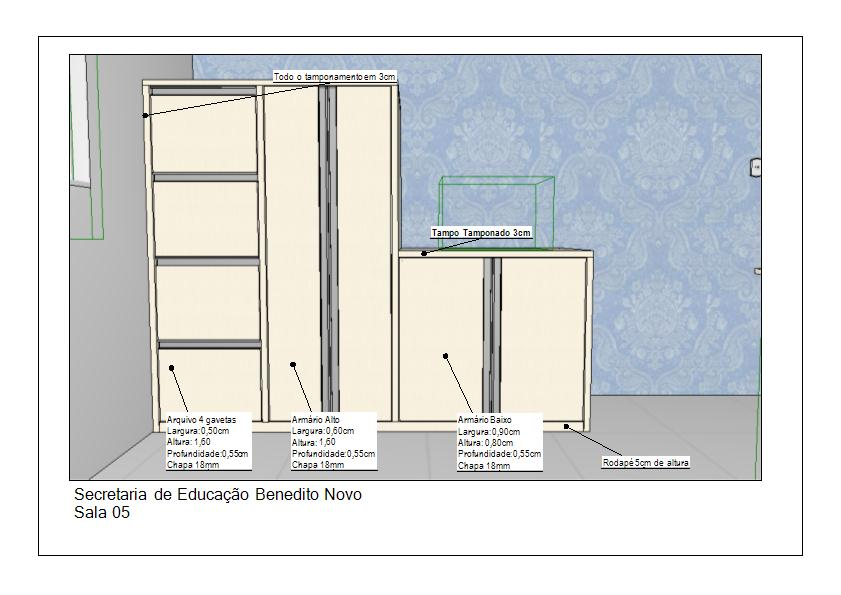 Todo o tamponamento em 3cm
Tampo Tamponado 3cm
Arquivo 4 gavetas
Largura:0,50cm
Altura: 1,60
Profundidade:0,55cm
Chapa 18mm
Armário Alto
Largura:0,60cm
Altura: 1,60
Profundidade:0,55cm
Chapa 18mm
Armário Baixo
Largura:0,90cm
Altura: 0,80cm
Profundidade:0,55cm
Chapa 18mm
Rodapé 5cm de altura
Secretaria de Educação Benedito Novo
Sala 05